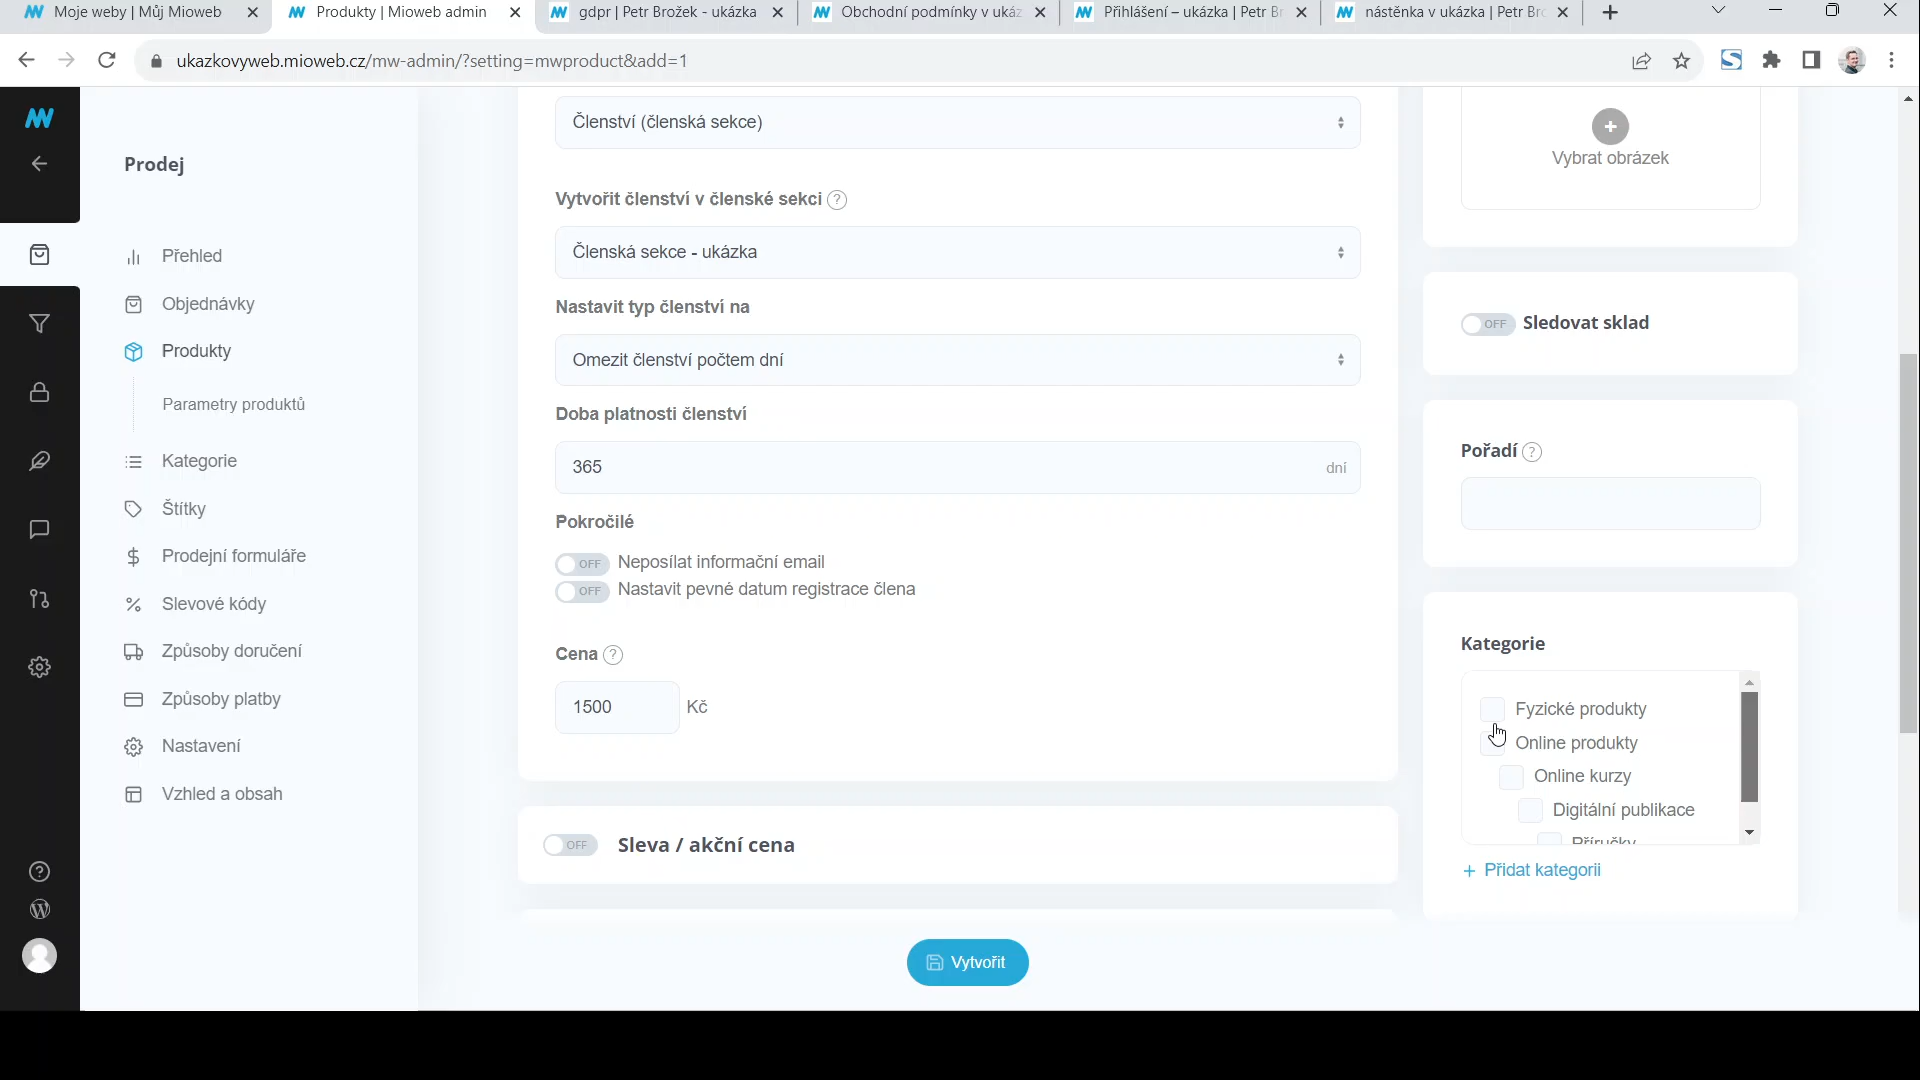 Moje weby | Můj Mioweb
Produkty | Mioweb admin
gdpr | Petr Brožek - ukázka
Obchodní podmínky v ukáz
Přihlášení – ukázka | Petr Br
nástěnka v ukázka | Petr Bro
ukazkovyweb.mioweb.cz/mw-admin/?setting=mwproduct&add=1
Prodej
Přehled
Objednávky
Produkty
Parametry produktů
Kategorie
Štítky
Prodejní formuláře
Slevové kódy
Způsoby doručení
Způsoby platby
Nastavení
Vzhled a obsah
Členství (členská sekce)
Vytvořit členství v členské sekci ?
Členská sekce - ukázka
Nastavit typ členství na
Omezit členství počtem dní
Doba platnosti členství
365 dní
Pokročilé
OFF Neposílat informační email
OFF Nastavit pevné datum registrace člena
Cena ?
1500 Kč
OFF Sleva / akční cena
Vytvořit
Vybrat obrázek
OFF Sledovat sklad
Pořadí ?
Kategorie
Fyzické produkty
Online produkty
Online kurzy
Digitální publikace
Příručky
+ Přidat kategorii